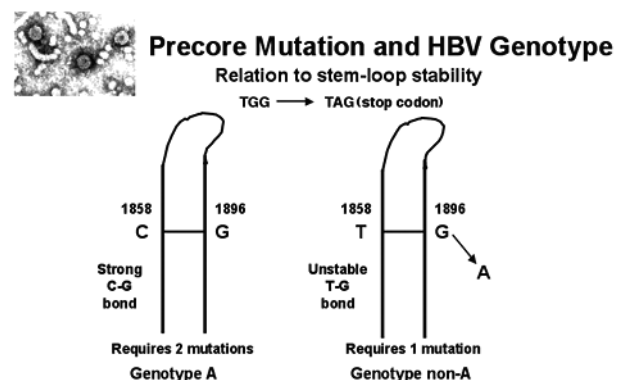 Precore Mutation and HBV Genotype
Relation to stem-loop stability
TGG → TAG (stop codon)
1858 1896
C G
Strong
C-G
bond
Requires 2 mutations
Genotype A
1858 1896
T G
A
Unstable
T-G
bond
Requires 1 mutation
Genotype non-A